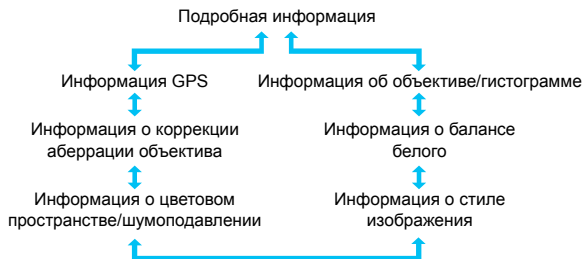 Подробная информация
Информация GPS
Информация об объективе/гистограмме
Информация о коррекции
аберрации объектива
Информация о балансе
белого
Информация о цветовом
пространстве/шумоподавлении
Информация о стиле
изображения